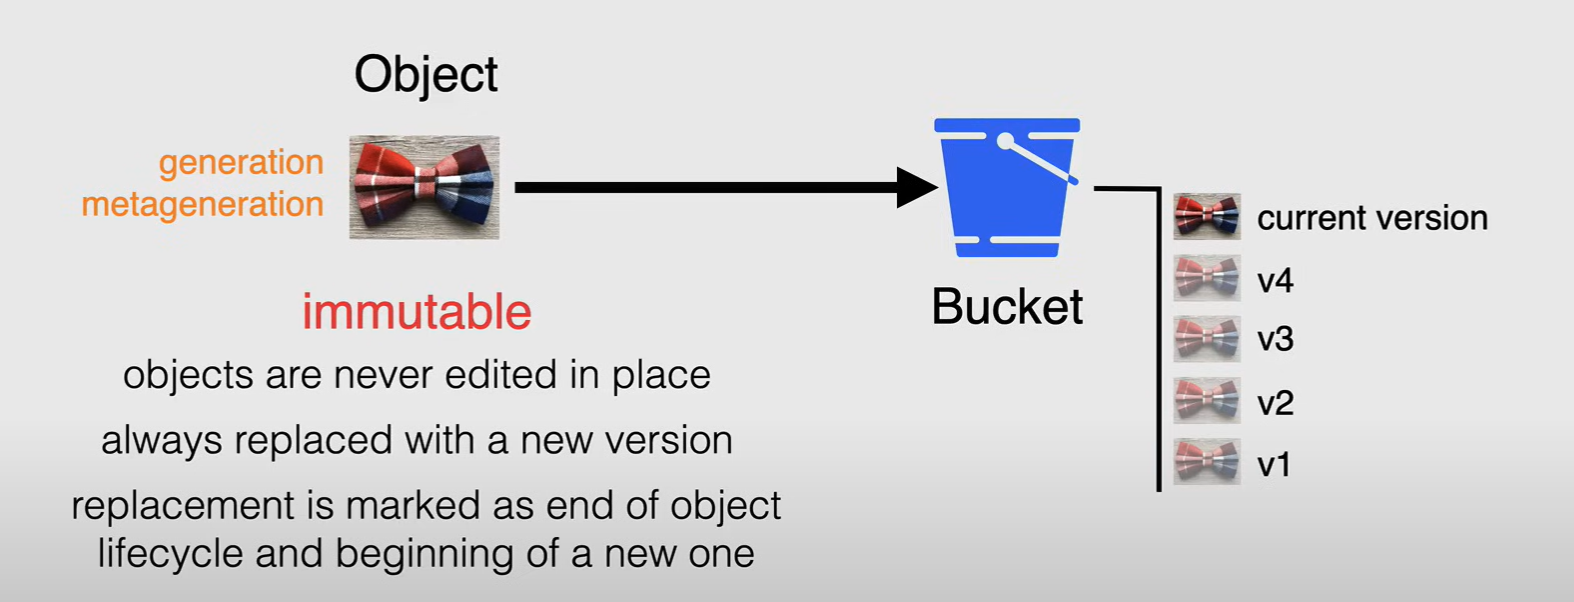 Object
generation
metageneration
immutable
objects are never edited in place
always replaced with a new version
replacement is marked as end of object
lifecycle and beginning of a new one
Bucket
current version
v4
v3
v2
v1